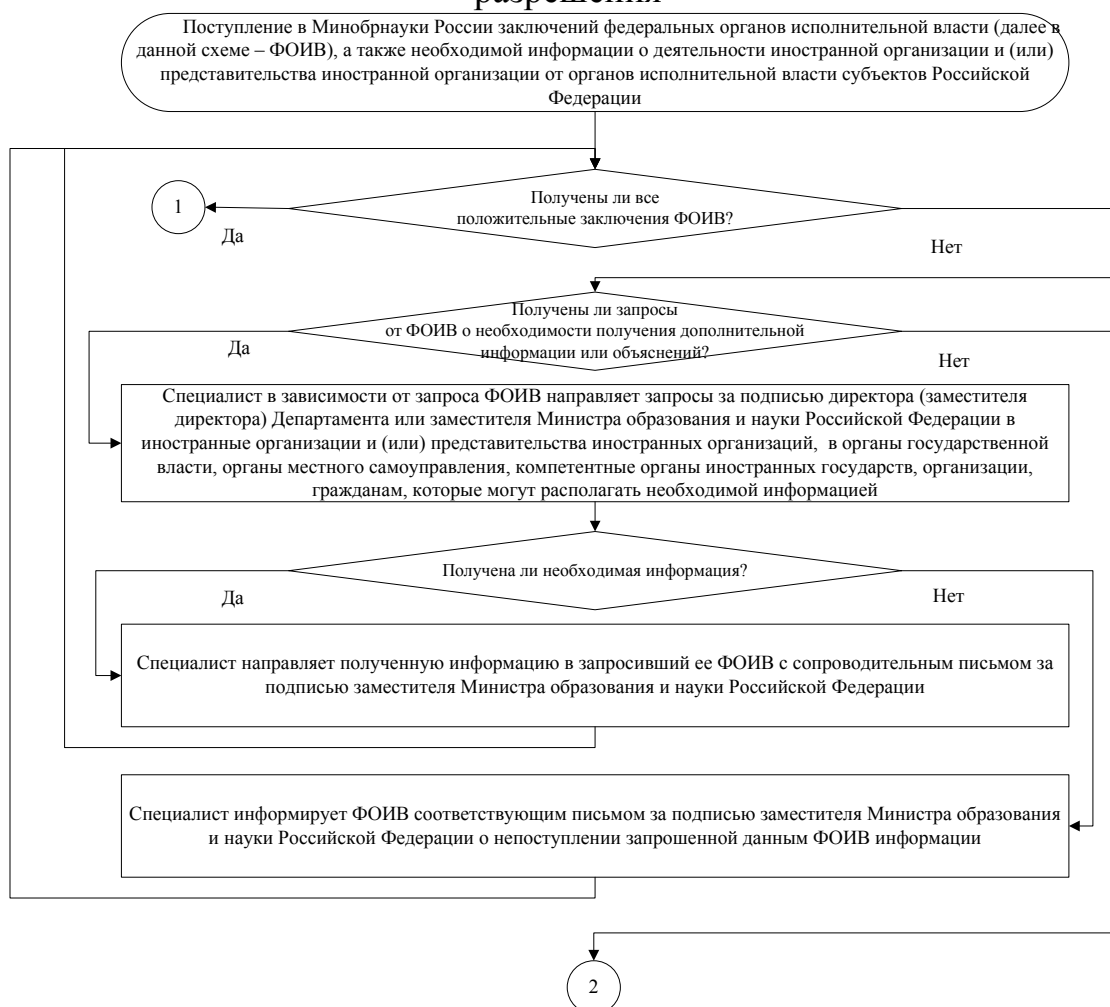 разрешения
Поступление в Минобрнауки России заключений федеральных органов исполнительной власти (далее в
данной схеме – ФОИВ), а также необходимой информации о деятельности иностранной организации и (или)
представительства иностранной организации от органов исполнительной власти субъектов Российской
Федерации
Получены ли все
положительные заключения ФОИВ?
1
Да
Нет
Получены ли запросы
от ФОИВ о необходимости получения дополнительной
информации или объяснений?
Да
Нет
Специалист в зависимости от запроса ФОИВ направляет запросы за подписью директора (заместителя
директора) Департамента или заместителя Министра образования и науки Российской Федерации в
иностранные организации и (или) представительства иностранных организаций, в органы государственной
власти, органы местного самоуправления, компетентные органы иностранных государств, организации,
гражданам, которые могут располагать необходимой информацией
Получена ли необходимая информация?
Да
Нет
Специалист направляет полученную информацию в запросивший ее ФОИВ с сопроводительным письмом за
подписью заместителя Министра образования и науки Российской Федерации
Специалист информирует ФОИВ соответствующим письмом за подписью заместителя Министра образования
и науки Российской Федерации о непоступлении запрошенной данным ФОИВ информации
2